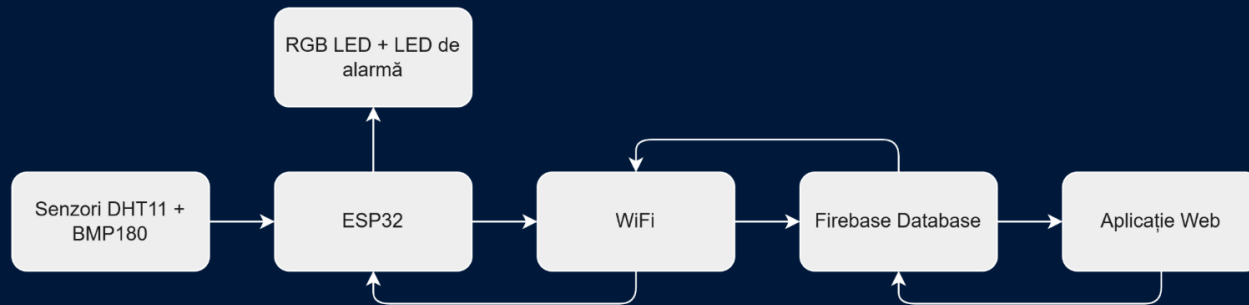 RGB LED + LED de
alarmă
Senzori DHT11 +
BMP180
ESP32
WiFi
Firebase Database
Aplicație Web